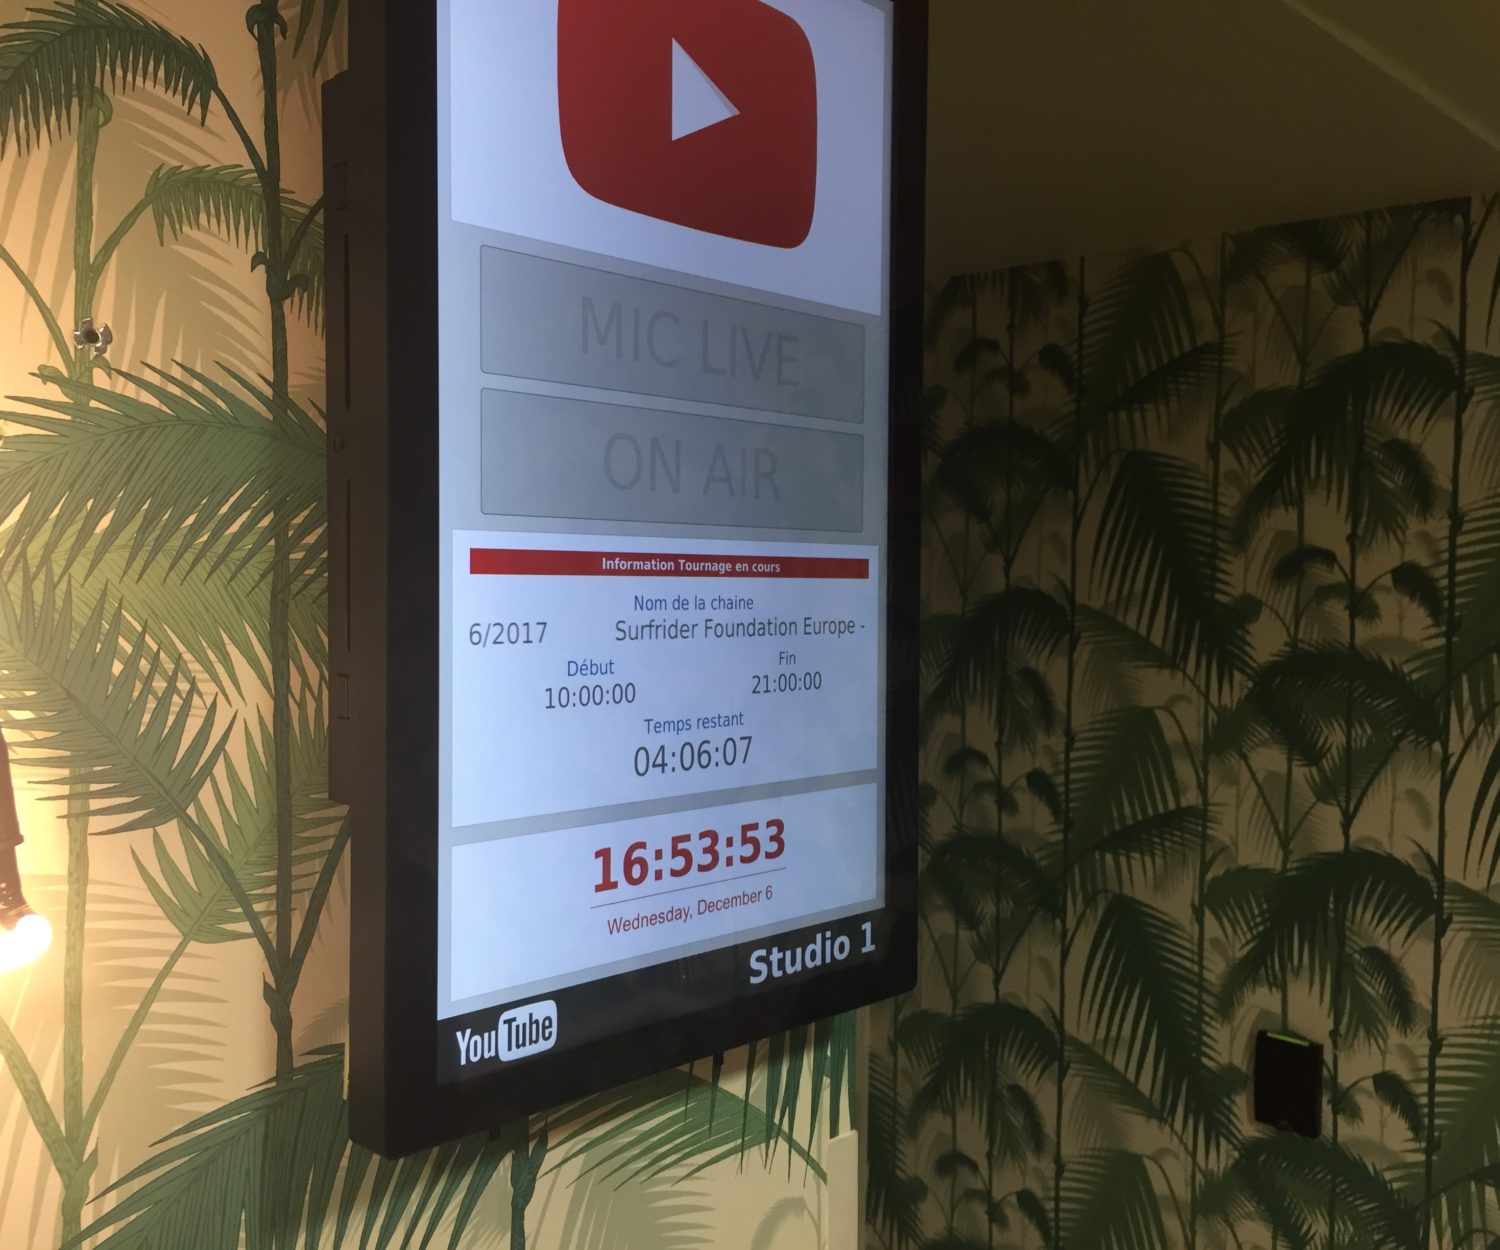 MIC LIVE
ON AIR
Information Tournage en cours
Nom de la chaine
6/2017 Surfrider Foundation Europe -
Début Fin
10:00:00 21:00:00
Temps restant
04:06:07
16:53:53
Wednesday, December 6
Studio 1
YouTube